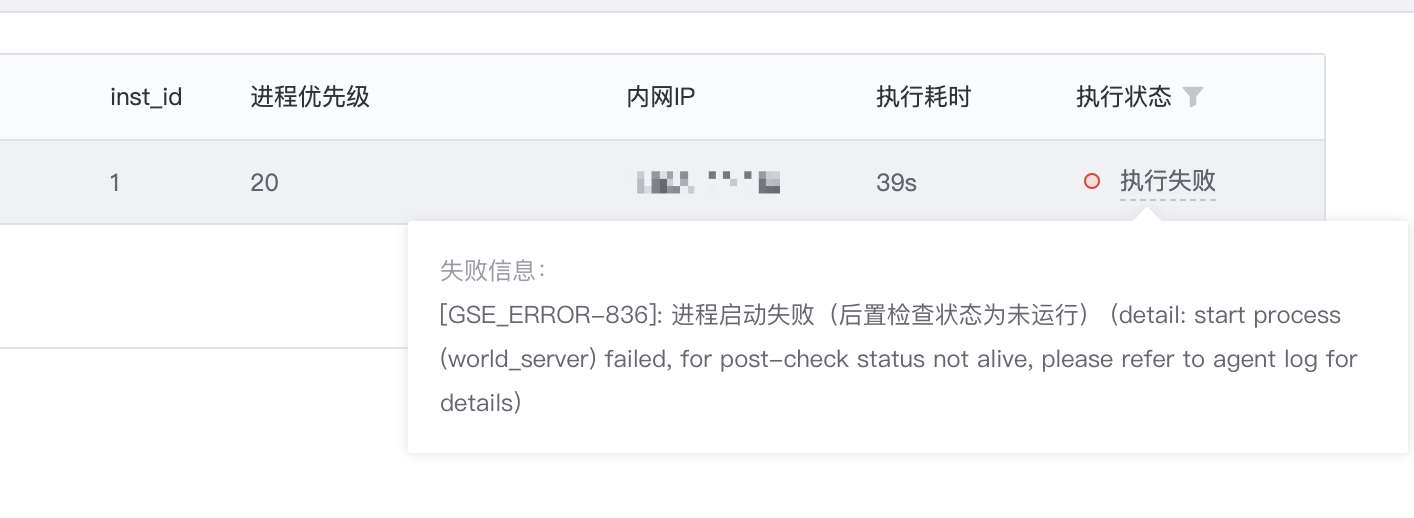 inst_id 进程优先级 内网IP 执行耗时 执行状态
1 20 39s 执行失败
失败信息：
[GSE_ERROR-836]: 进程启动失败（后置检查状态为未运行） (detail: start process
(world_server) failed, for post-check status not alive, please refer to agent log for
details)